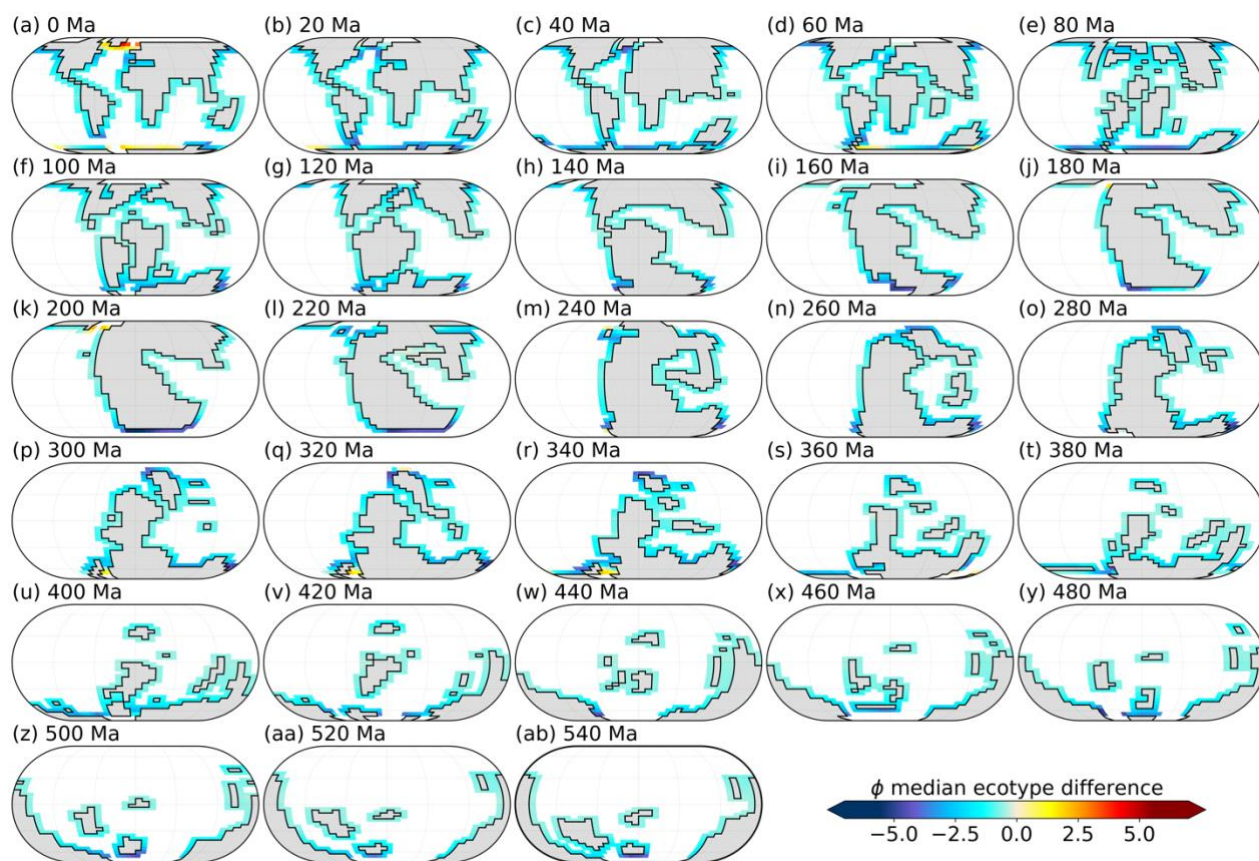 (a) 0 Ma
(b) 20 Ma
(c) 40 Ma
(d) 60 Ma
(e) 80 Ma
(f) 100 Ma
(g) 120 Ma
(h) 140 Ma
(i) 160 Ma
(j) 180 Ma
(k) 200 Ma
(l) 220 Ma
(m) 240 Ma
(n) 260 Ma
(o) 280 Ma
(p) 300 Ma
(q) 320 Ma
(r) 340 Ma
(s) 360 Ma
(t) 380 Ma
(u) 400 Ma
(v) 420 Ma
(w) 440 Ma
(x) 460 Ma
(y) 480 Ma
(z) 500 Ma
(aa) 520 Ma
(ab) 540 Ma
ϕ median ecotype difference
−5.0 −2.5 0.0 2.5 5.0